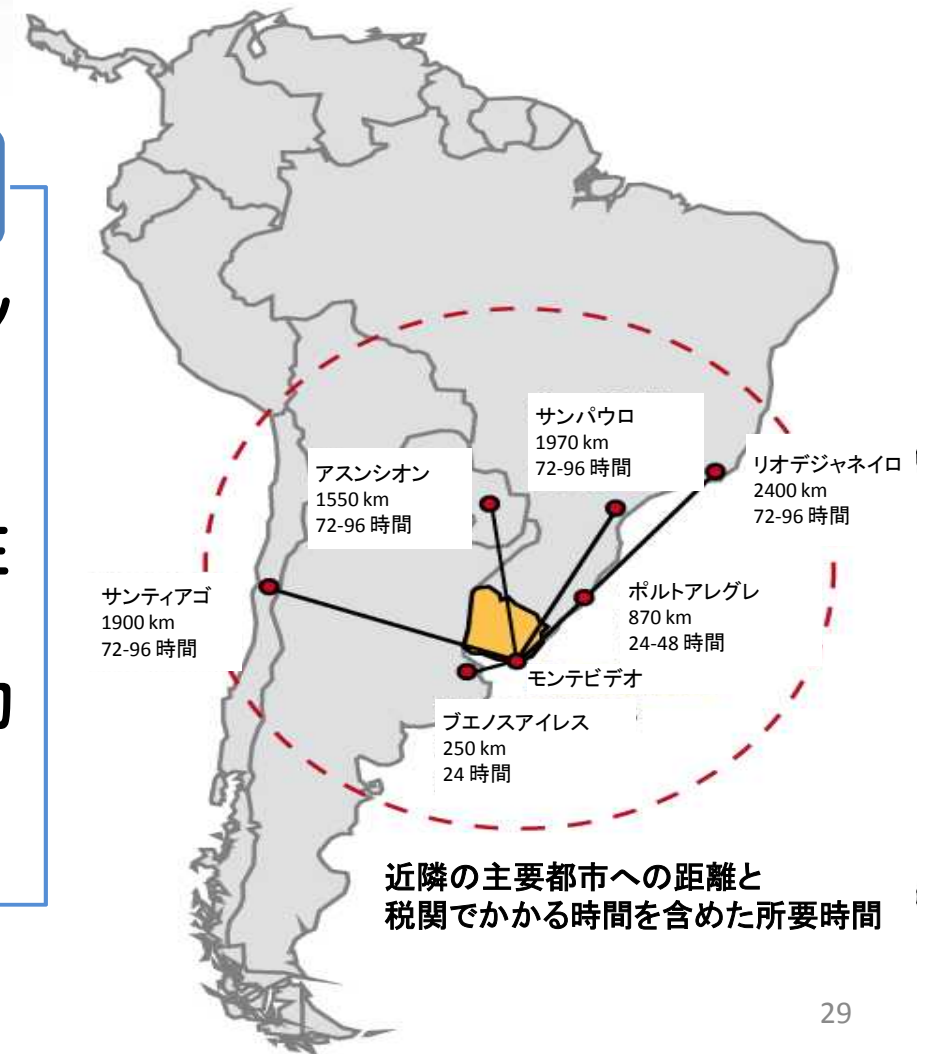 サンパウロ
1970 km
72-96 時間
アスンシオン
1550 km
72-96 時間
リオデジャネイロ
2400 km
72-96 時間
サンティアゴ
1900 km
72-96 時間
ポルトアレグレ
870 km
24-48 時間
モンテビデオ
ブエノスアイレス
250 km
24 時間
近隣の主要都市への距離と
税関でかかる時間を含めた所要時間
29